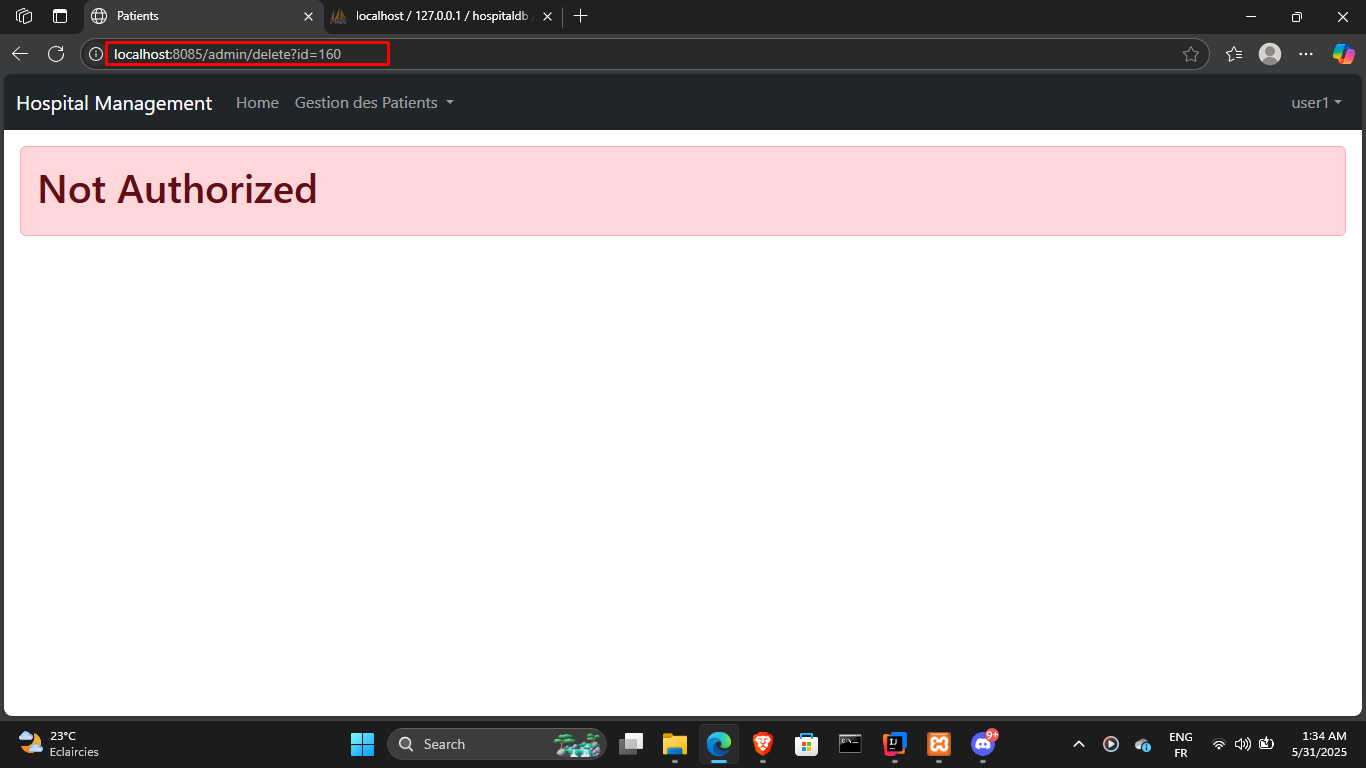 Patients
localhost / 127.0.0.1 / hospitaldb
localhost:8085/admin/delete?id=160
Hospital Management Home Gestion des Patients user1
Not Authorized
23°C
Eclaircies
Search
9+
ENG
FR
1:34 AM
5/31/2025